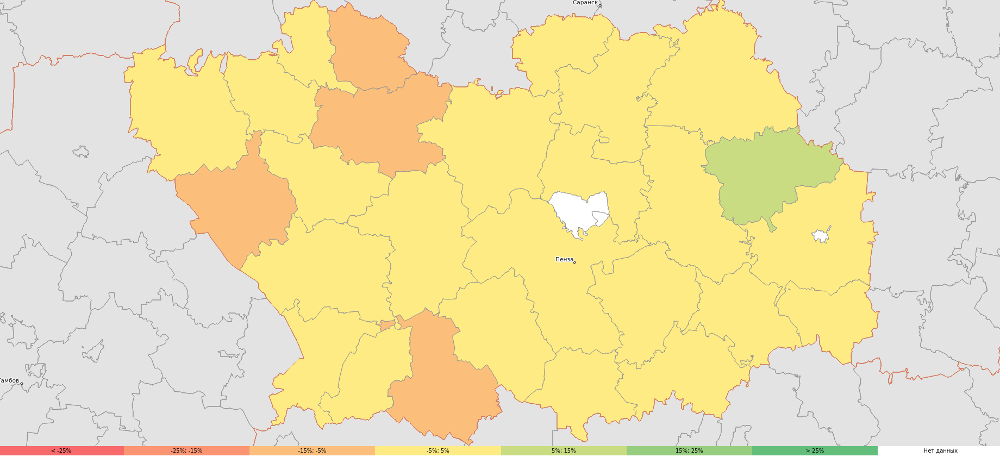 Саранск
Пенза
Тамбов
< -25%
-25%; -15%
-15%; -5%
-5%; 5%
5%; 15%
15%; 25%
> 25%
Нет данных